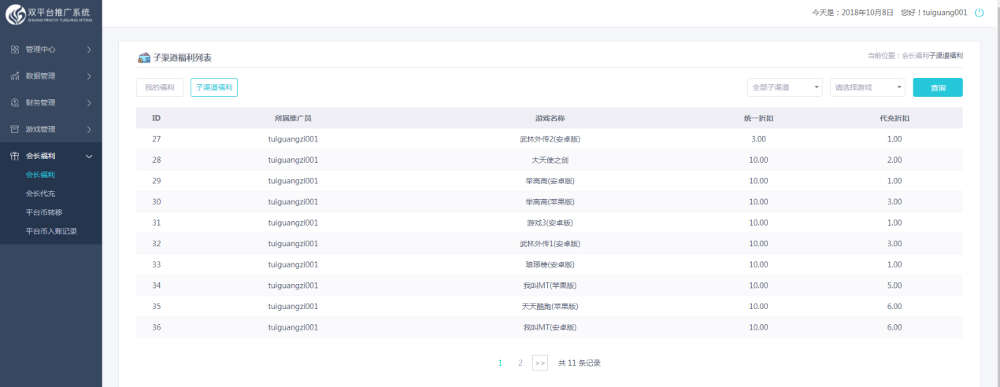 双平台推广系统
SHUANG PINGTAI TUIGUANG XITONG
今天是：2018年10月8日 您好！tuiguang001
管理中心
数据管理
财务管理
游戏管理
会长福利
会长福利
会长代充
平台币转移
平台币入账记录
子渠道福利列表
当前位置：会长福利子渠道福利
我的福利 子渠道福利 全部子渠道 请选择游戏 查询
ID 所属推广员 游戏名称 统一折扣 代充折扣
27 tuiguangzi001 武林外传2(安卓版) 3.00 1.00
28 tuiguangzi001 大天使之剑 10.00 2.00
29 tuiguangzi001 举高高(安卓版) 10.00 1.00
30 tuiguangzi001 举高高(苹果版) 10.00 3.00
31 tuiguangzi001 游戏3(安卓版) 10.00 1.00
32 tuiguangzi001 武林外传1(安卓版) 10.00 3.00
33 tuiguangzi001 琅琊榜(安卓版) 10.00 1.00
34 tuiguangzi001 我叫MT(苹果版) 10.00 5.00
35 tuiguangzi001 天天酷跑(苹果版) 10.00 6.00
36 tuiguangzi001 我叫MT(安卓版) 10.00 6.00
1 2 >> 共 11 条记录